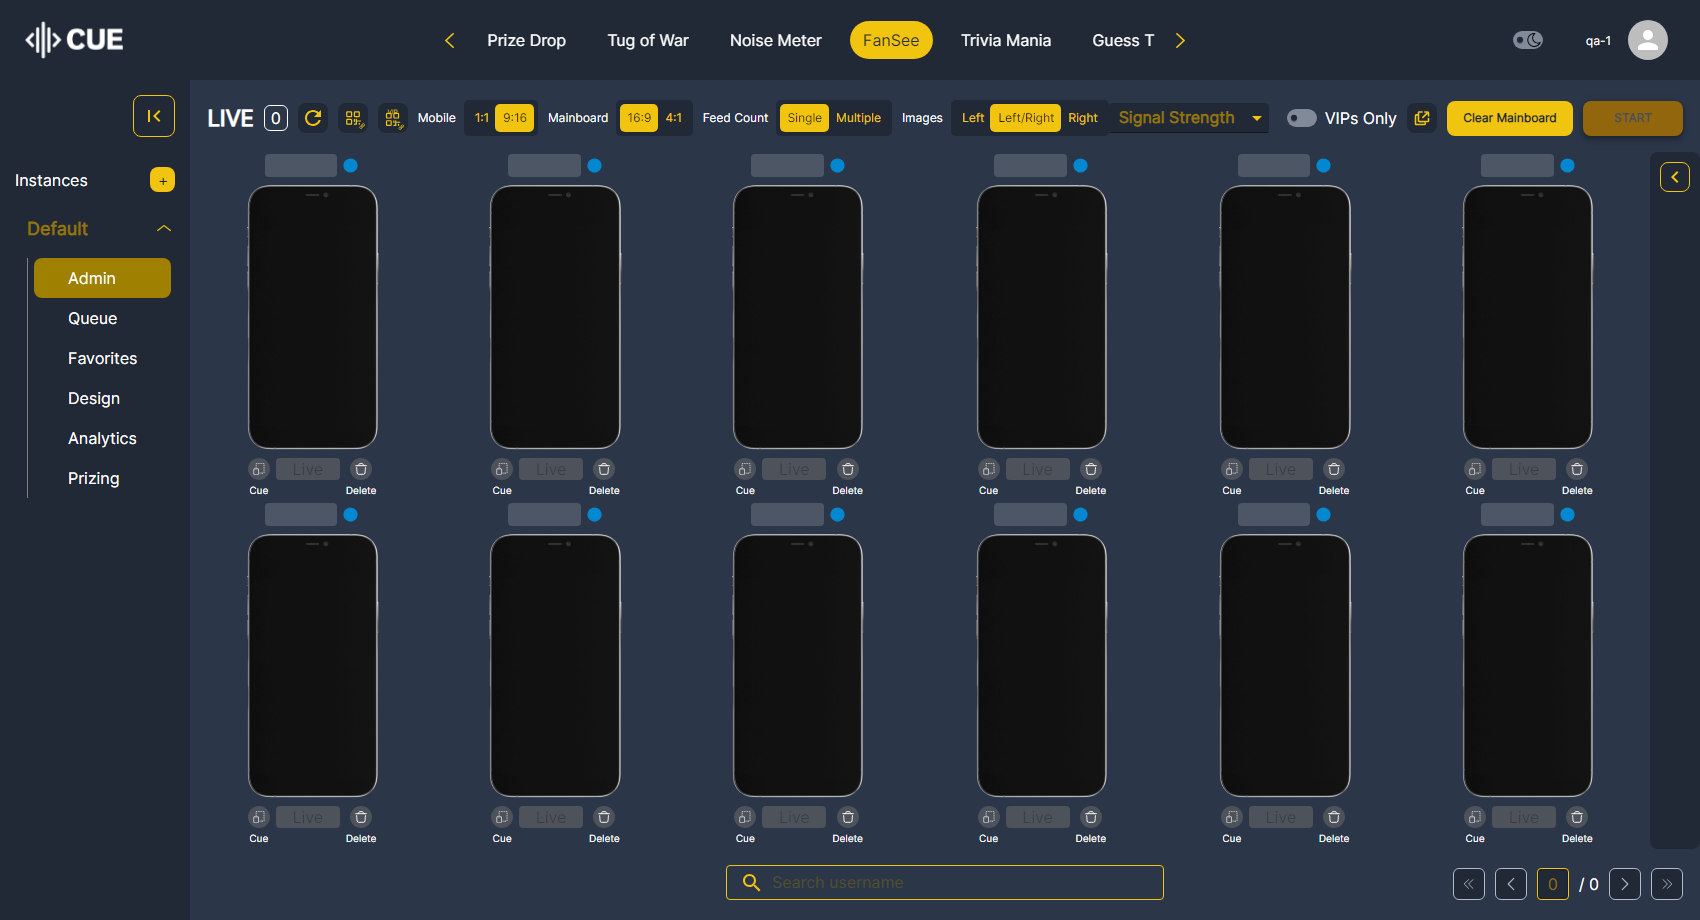 CUE
Prize Drop
Tug of War
Noise Meter
FanSee
Trivia Mania
Guess T
qa-1
LIVE 0
Mobile 1:1 9:16
Mainboard 16:9 4:1
Feed Count Single Multiple
Images Left Left/Right Right
Signal Strength
VIPs Only
Clear Mainboard
START
Instances +
Default
Admin
Queue
Favorites
Design
Analytics
Prizing
Live Live Live Live Live Live
Cue Delete Cue Delete Cue Delete Cue Delete Cue Delete Cue Delete
Live Live Live Live Live Live
Cue Delete Cue Delete Cue Delete Cue Delete Cue Delete Cue Delete
Search username
0 / 0